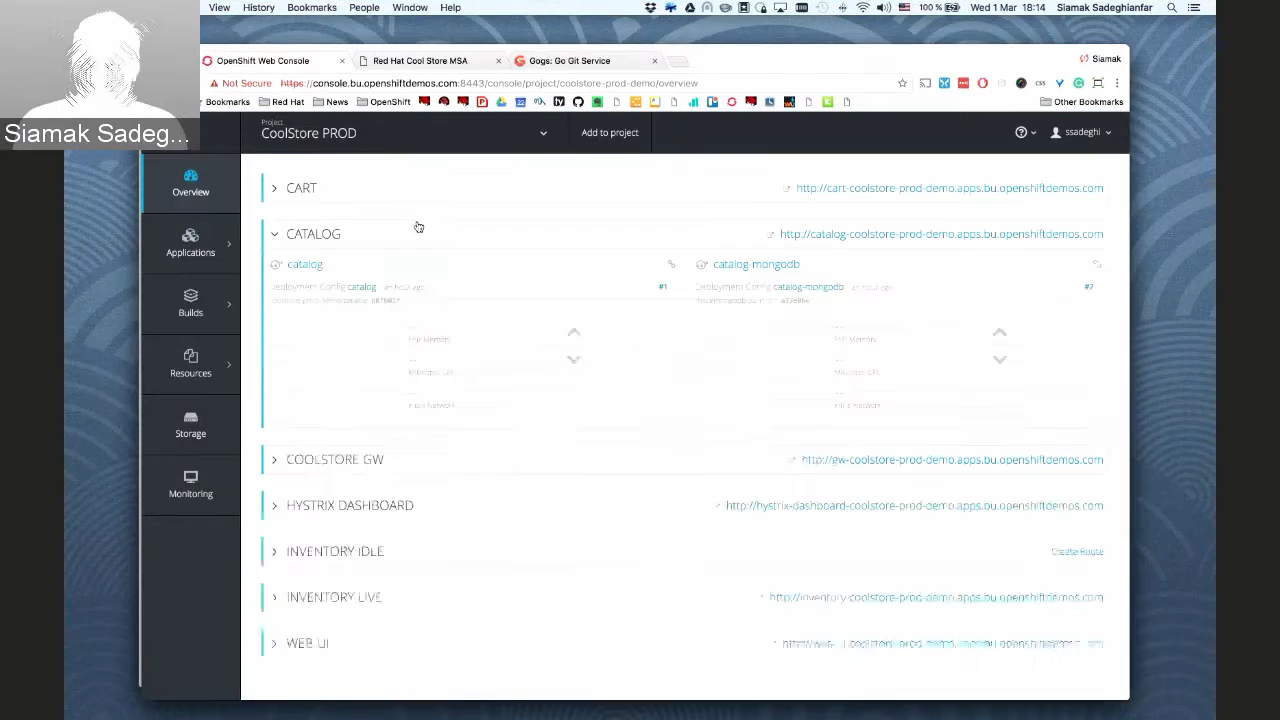 View History Bookmarks People Window Help 100 % Wed 1 Mar 18:14 Siamak Sadeghianfar
OpenShift Web Console × Red Hat Cool Store MSA × Gogs: Go Git Service × Siamak
Not Secure https://console.bu.openshiftdemos.com:8443/console/project/coolstore-prod-demo/overview
Bookmarks Red Hat News OpenShift Other Bookmarks
Siamak Sadeg...
Project
CoolStore PROD Add to project ssadeghi
Overview
Applications
Builds
Resources
Storage
Monitoring
CART http://cart-coolstore-prod-demo.apps.bu.openshiftdemos.com
CATALOG http://catalog-coolstore-prod-demo.apps.bu.openshiftdemos.com
catalog catalog-mongodb
Deployment Config catalog an hour ago #1 Deployment Config catalog-mongodb an hour ago #2
COOLSTORE GW http://gw-coolstore-prod-demo.apps.bu.openshiftdemos.com
HYSTRIX DASHBOARD http://hystrix-dashboard-coolstore-prod-demo.apps.bu.openshiftdemos.com
INVENTORY IDLE Create Route
INVENTORY LIVE http://inventory-coolstore-prod-demo.apps.bu.openshiftdemos.com
WEB UI